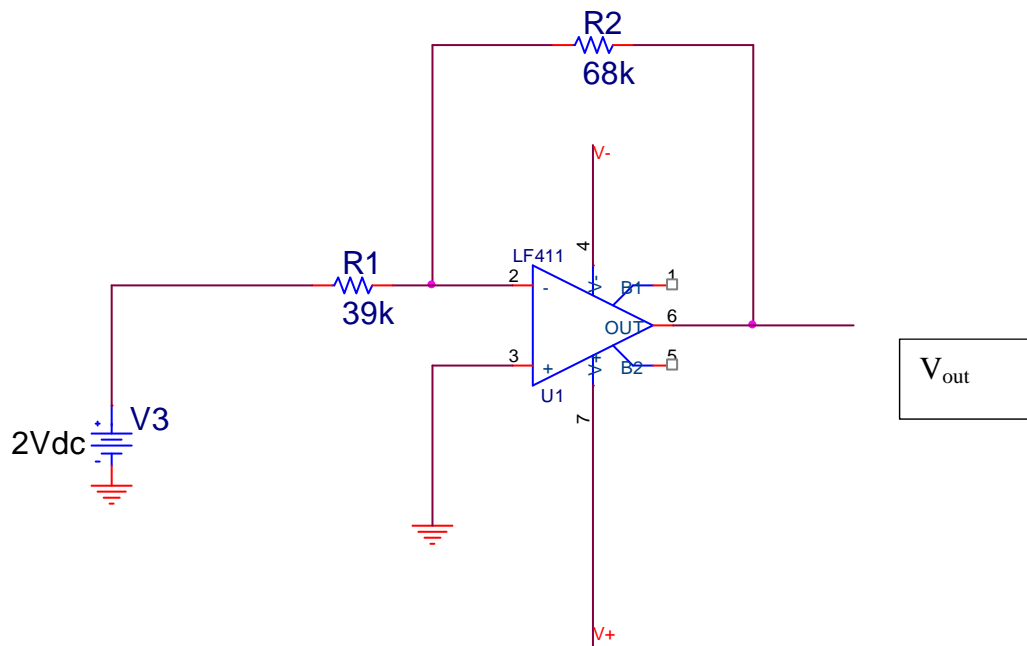 R2
68k
V-
4
LF411
R1
2
-
V-
B1
1
39k
OUT
6
3
+
V+
B2
5
U1
V_out
7
+
V3
2Vdc
-
V+